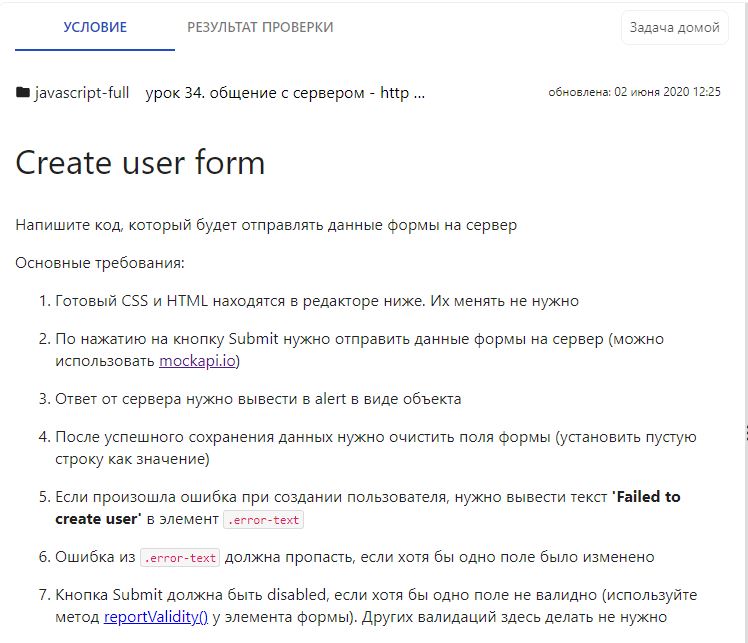 УСЛОВИЕ РЕЗУЛЬТАТ ПРОВЕРКИ Задача домой
javascript-full урок 34. общение с сервером - http ... обновлена: 02 июня 2020 12:25
Create user form
Напишите код, который будет отправлять данные формы на сервер
Основные требования:
1. Готовый CSS и HTML находятся в редакторе ниже. Их менять не нужно
2. По нажатию на кнопку Submit нужно отправить данные формы на сервер (можно
использовать mockapi.io)
3. Ответ от сервера нужно вывести в alert в виде объекта
4. После успешного сохранения данных нужно очистить поля формы (установить пустую
строку как значение)
5. Если произошла ошибка при создании пользователя, нужно вывести текст 'Failed to
create user' в элемент .error-text
6. Ошибка из .error-text должна пропасть, если хотя бы одно поле было изменено
7. Кнопка Submit должна быть disabled, если хотя бы одно поле не валидно (используйте
метод reportValidity() у элемента формы). Других валидаций здесь делать не нужно